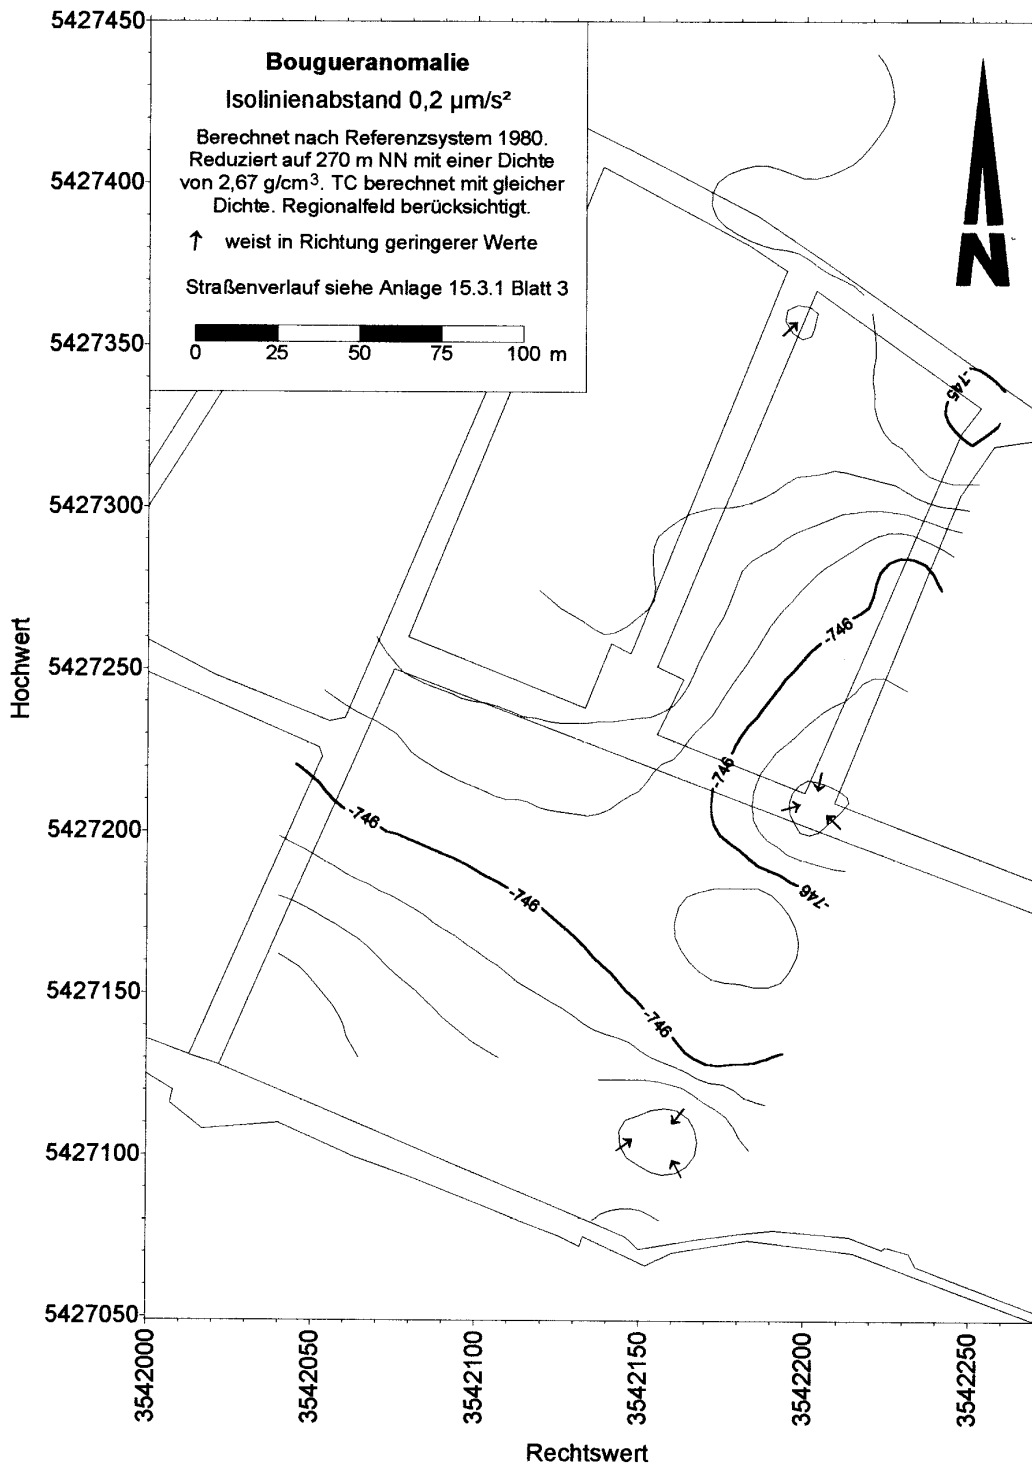 Bougueranomalie
Isolinienabstand 0,2 µm/s²
Berechnet nach Referenzsystem 1980.
Reduziert auf 270 m NN mit einer Dichte
von 2,67 g/cm³. TC berechnet mit gleicher
Dichte. Regionalfeld berücksichtigt.
↑ weist in Richtung geringerer Werte
Straßenverlauf siehe Anlage 15.3.1 Blatt 3
0 25 50 75 100 m
N
5427450
5427400
5427350
5427300
5427250
5427200
5427150
5427100
5427050
Hochwert
-745
-746
-746
-746
-746
-746
-746
3542000
3542050
3542100
3542150
3542200
3542250
Rechtswert